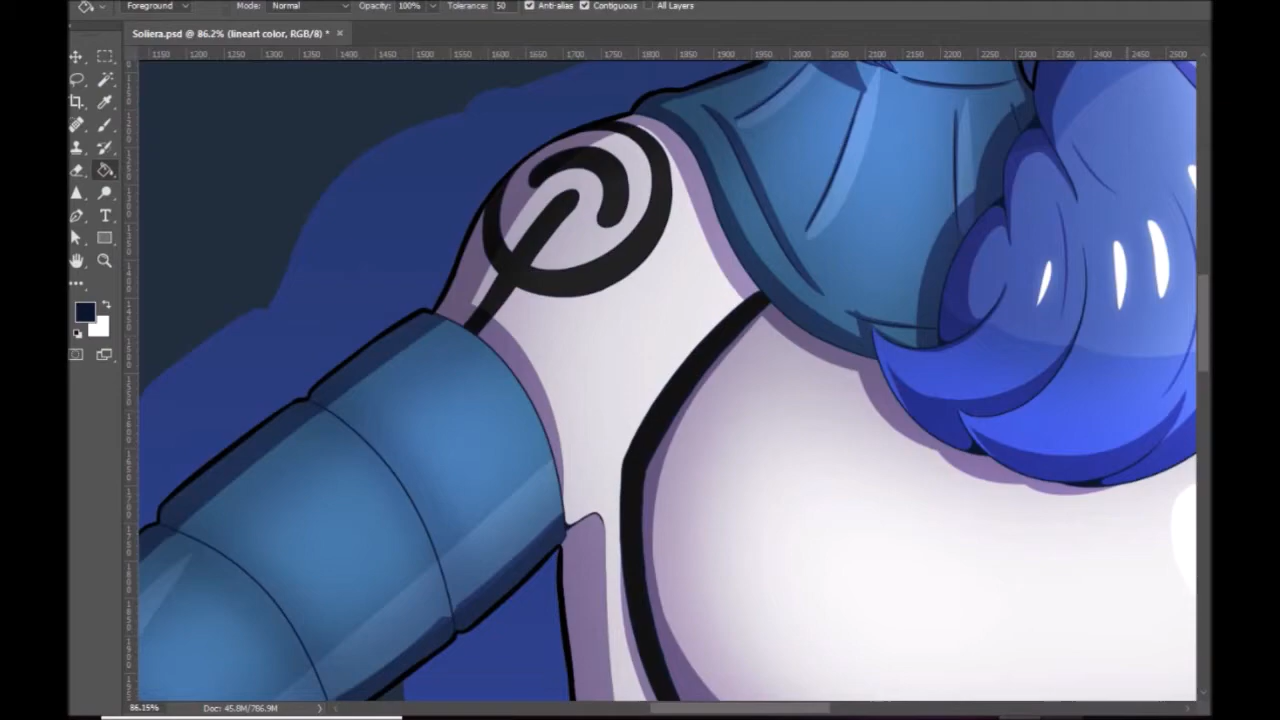 Foreground Mode: Normal Opacity: 100% Tolerance: 50 Anti-alias Contiguous All Layers
Soliera.psd @ 86.2% (lineart color, RGB/8) * ×
1150 1200 1250 1300 1350 1400 1450 1500 1550 1600 1650 1700 1750 1800 1850 1900 1950 2000 2050 2100 2150 2200 2250 2300 2350 2400 2450 2500
86.15% Doc: 45.8M/786.9M